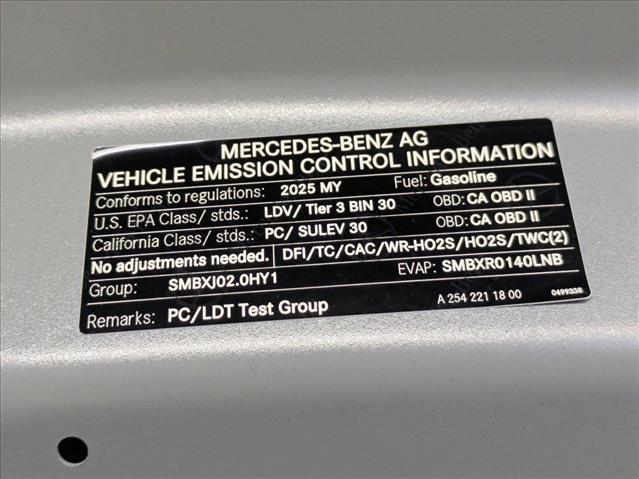 MERCEDES-BENZ AG
VEHICLE EMISSION CONTROL INFORMATION
Conforms to regulations: 2025 MY Fuel: Gasoline
U.S. EPA Class/ stds.: LDV/ Tier 3 BIN 30 OBD: CA OBD II
California Class/ stds.: PC/ SULEV 30 OBD: CA OBD II
No adjustments needed. DFI/TC/CAC/WR-HO2S/HO2S/TWC(2)
Group: SMBXJ02.0HY1 EVAP: SMBXR0140LNB
Remarks: PC/LDT Test Group A 254 221 18 00 0499338